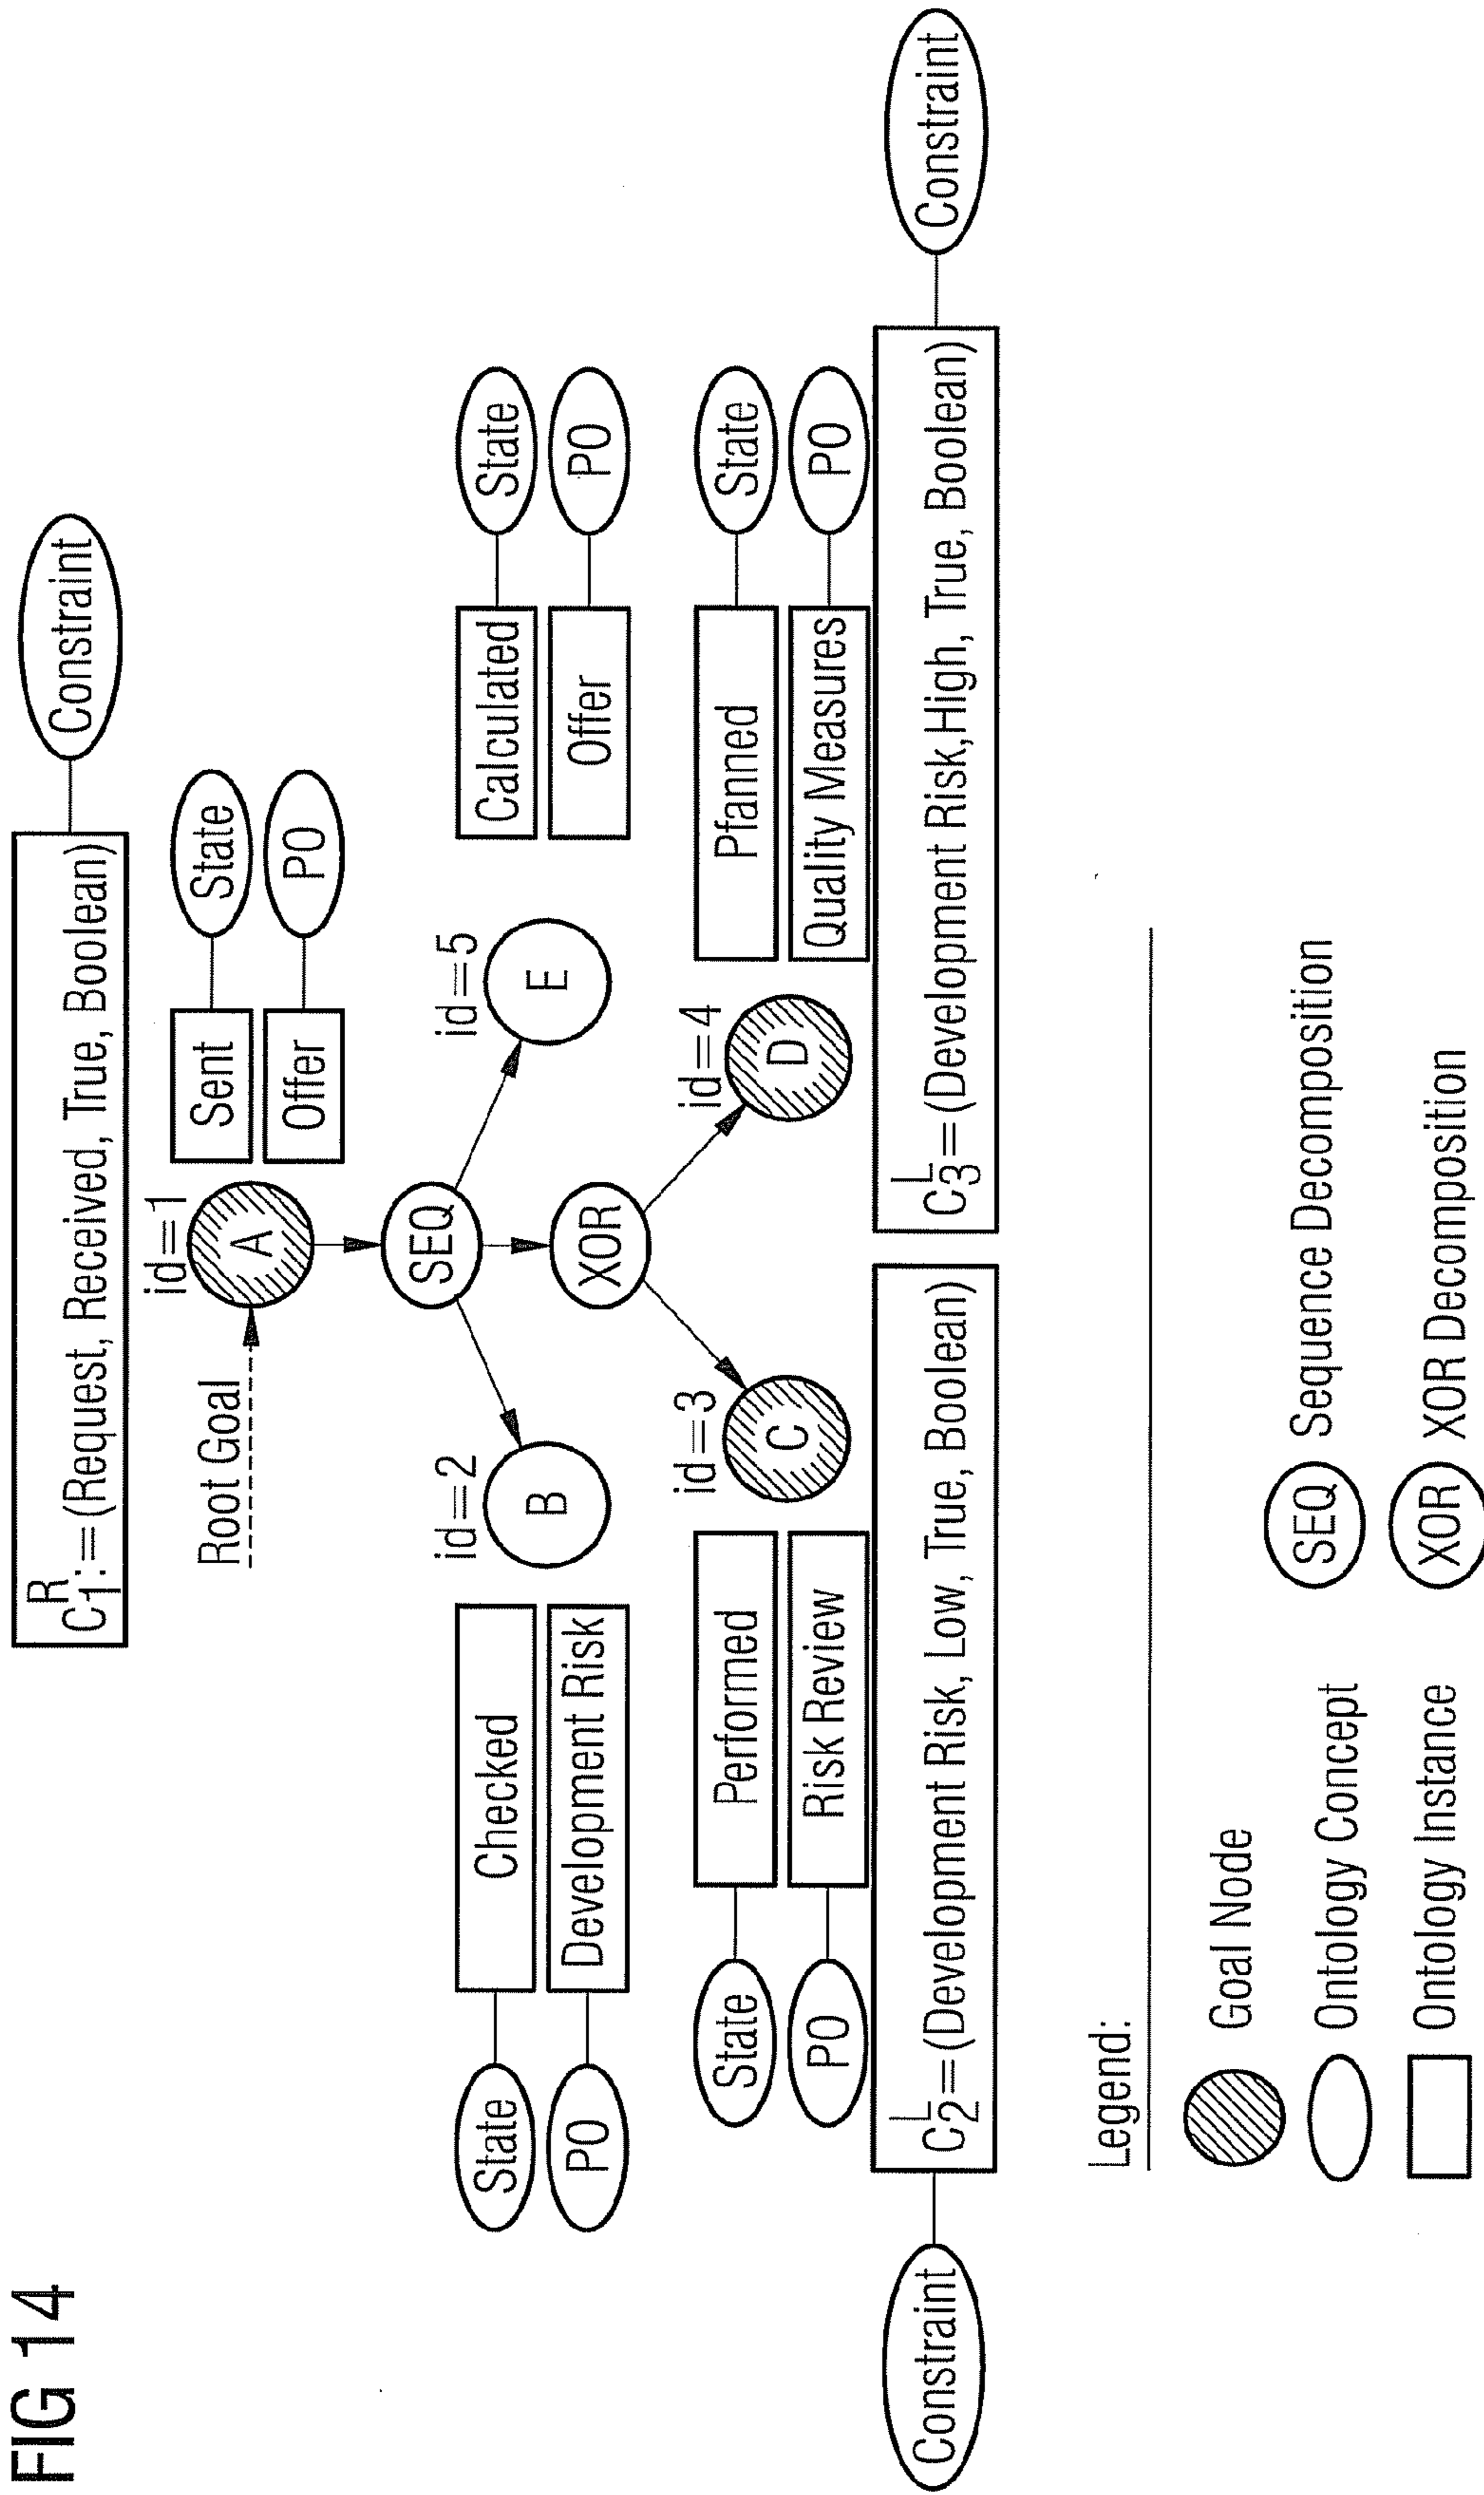 FIG 14
C₁ᴿ:=(Request, Received, True, Boolean)
Constraint
id=1
Root Goal
A
Sent
State
Offer
PO
SEQ
id=2
B
id=5
E
State
Checked
PO
Development Risk
Calculated
State
Offer
PO
XOR
id=3
C
id=4
D
State
Performed
PO
Risk Review
Pfanned
State
Quality Measures
PO
Constraint
C₂ᴸ=(Development Risk, Low, True, Boolean)
C₃ᴸ=(Development Risk,High, True, Boolean)
Constraint
Legend:
Goal Node
Ontology Concept
Ontology Instance
SEQ
Sequence Decomposition
XOR
XOR Decomposition